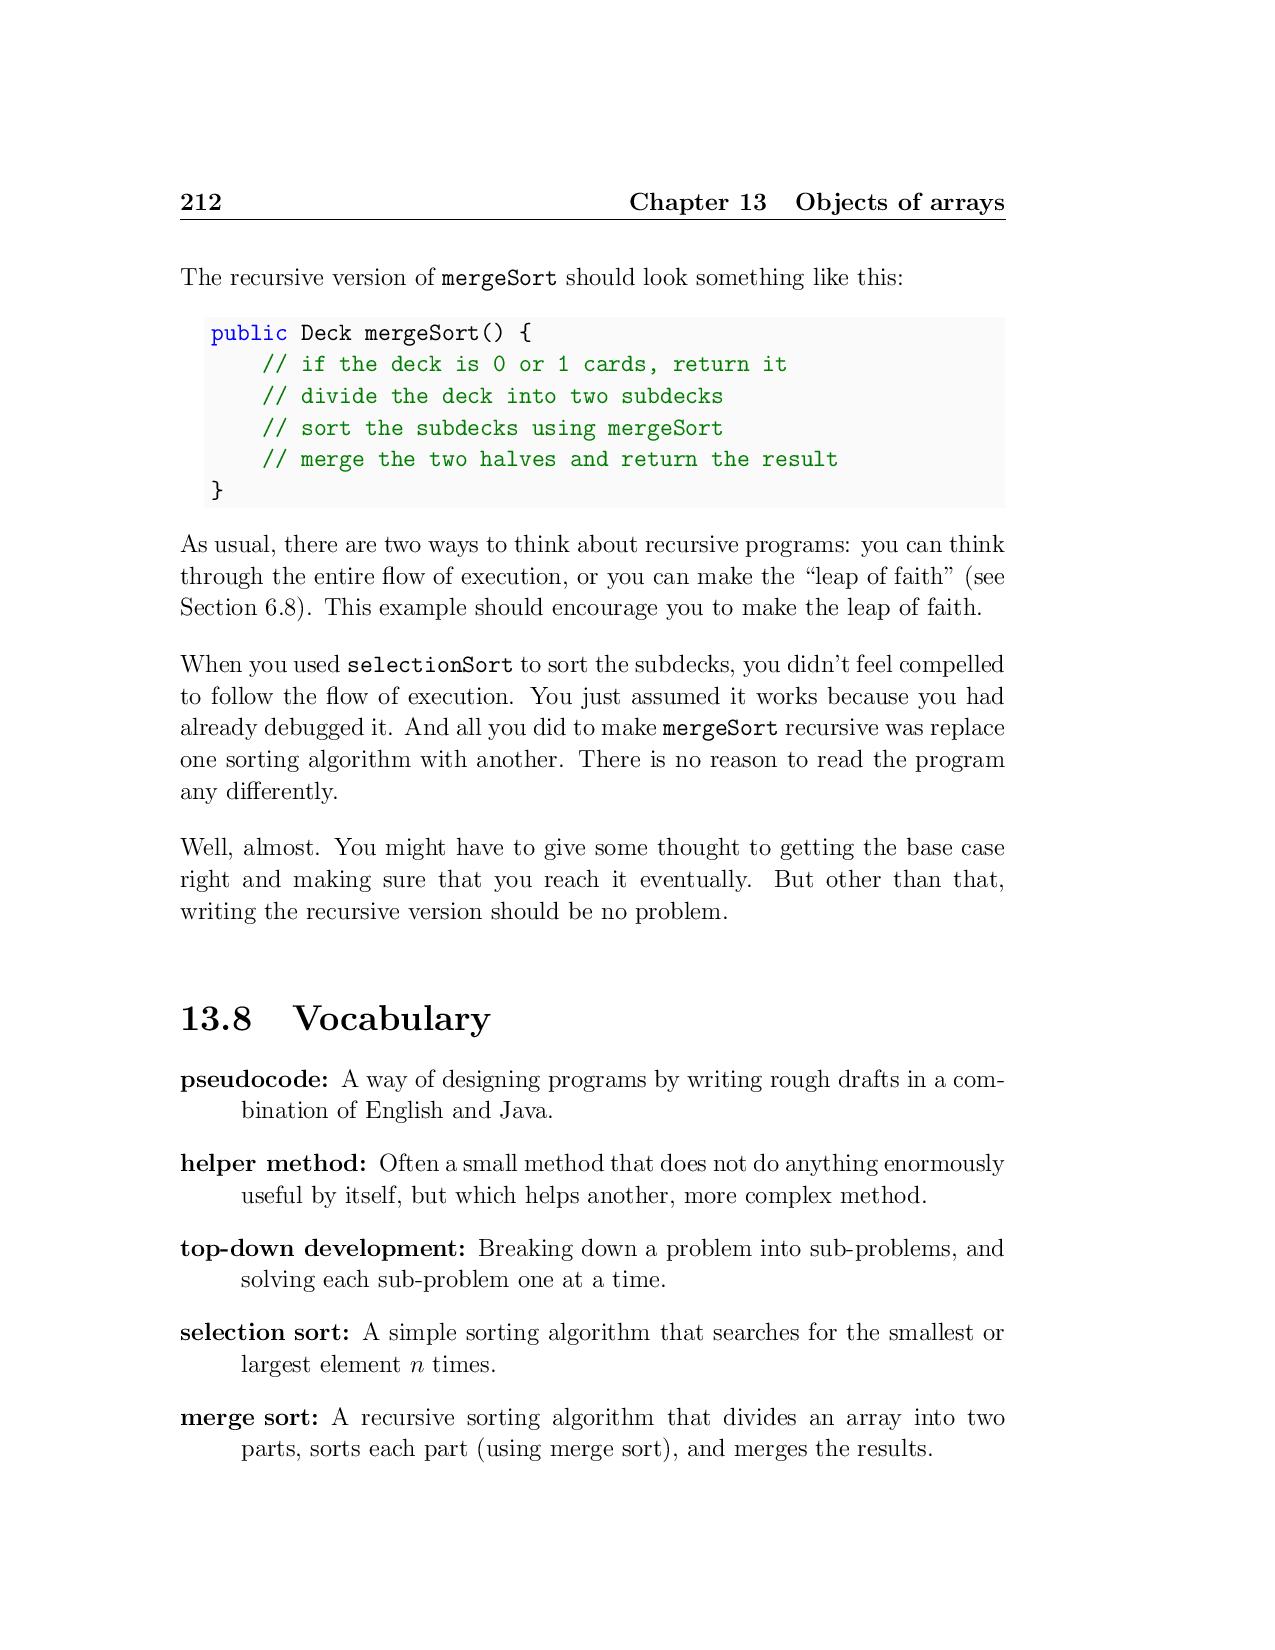 212 Chapter 13 Objects of arrays
The recursive version of mergeSort should look something like this:
public Deck mergeSort() {
    // if the deck is 0 or 1 cards, return it
    // divide the deck into two subdecks
    // sort the subdecks using mergeSort
    // merge the two halves and return the result
}
As usual, there are two ways to think about recursive programs: you can think
through the entire flow of execution, or you can make the “leap of faith” (see
Section 6.8). This example should encourage you to make the leap of faith.
When you used selectionSort to sort the subdecks, you didn’t feel compelled
to follow the flow of execution. You just assumed it works because you had
already debugged it. And all you did to make mergeSort recursive was replace
one sorting algorithm with another. There is no reason to read the program
any differently.
Well, almost. You might have to give some thought to getting the base case
right and making sure that you reach it eventually. But other than that,
writing the recursive version should be no problem.
13.8 Vocabulary
pseudocode: A way of designing programs by writing rough drafts in a com-
bination of English and Java.
helper method: Often a small method that does not do anything enormously
useful by itself, but which helps another, more complex method.
top-down development: Breaking down a problem into sub-problems, and
solving each sub-problem one at a time.
selection sort: A simple sorting algorithm that searches for the smallest or
largest element n times.
merge sort: A recursive sorting algorithm that divides an array into two
parts, sorts each part (using merge sort), and merges the results.